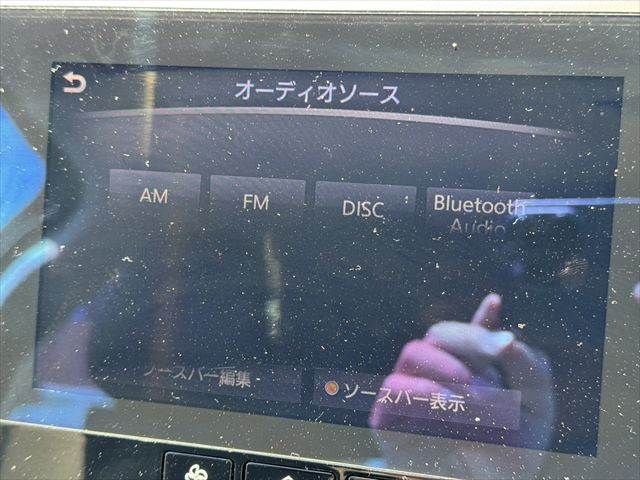 オーディオソース
AM
FM
DISC
Bluetooth
Audio
ソースバー編集
ソースバー表示